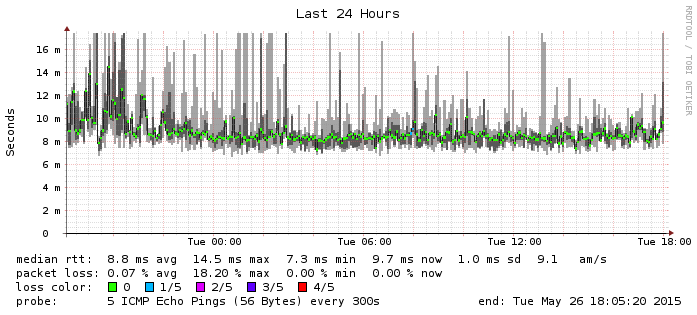 Last 24 Hours
RRDTOOL / TOBI OETIKER
Seconds
16 m
14 m
12 m
10 m
8 m
6 m
4 m
2 m
0
Tue 00:00 Tue 06:00 Tue 12:00 Tue 18:00
median rtt: 8.8 ms avg 14.5 ms max 7.3 ms min 9.7 ms now 1.0 ms sd 9.1 am/s
packet loss: 0.07 % avg 18.20 % max 0.00 % min 0.00 % now
loss color: 0 1/5 2/5 3/5 4/5
probe: 5 ICMP Echo Pings (56 Bytes) every 300s end: Tue May 26 18:05:20 2015